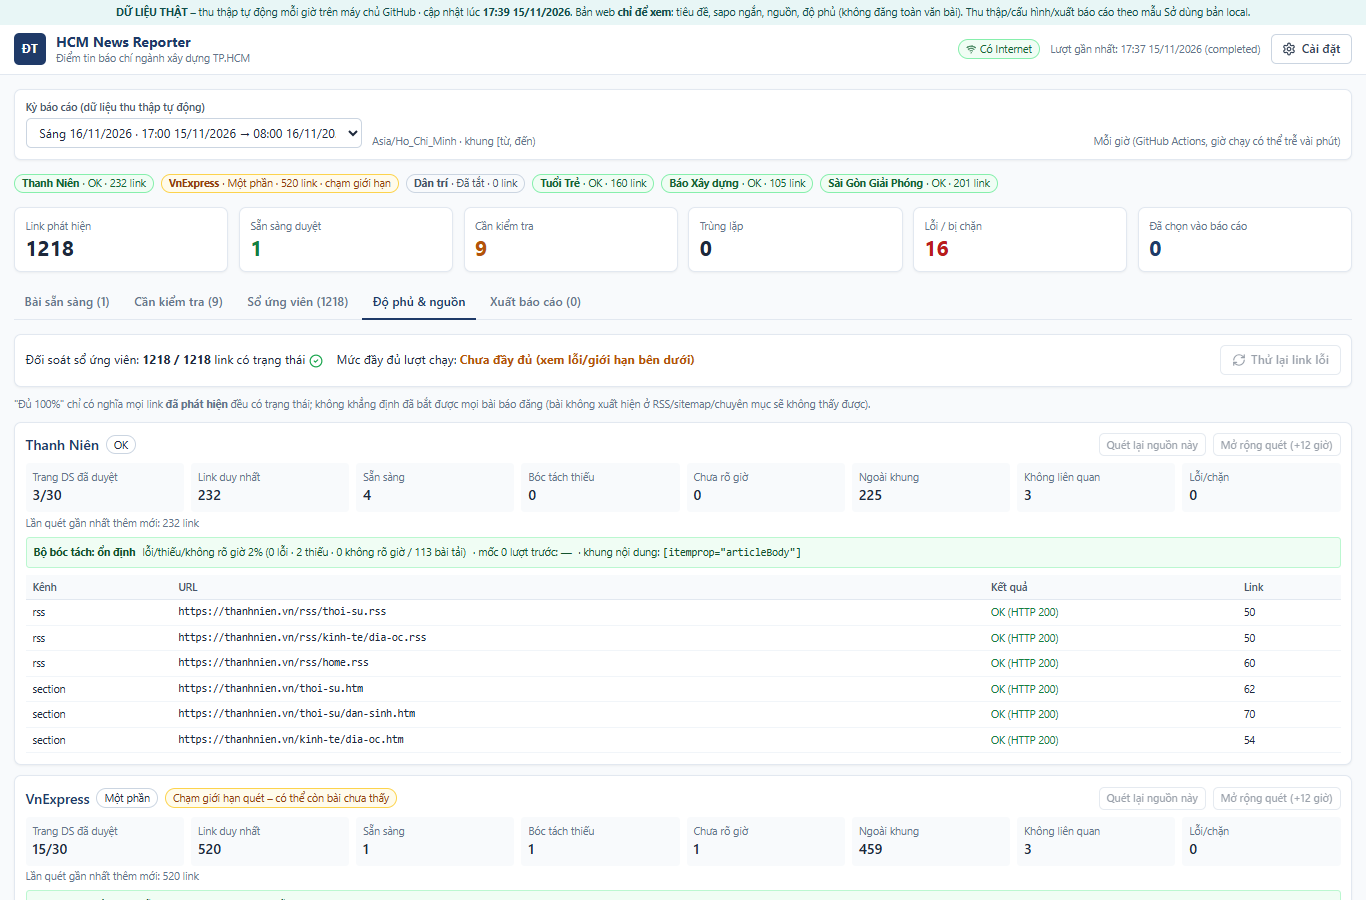 DỮ LIỆU THẬT – thu thập tự động mỗi giờ trên máy chủ GitHub · cập nhật lúc 17:39 15/11/2026. Bản web chỉ để xem: tiêu đề, sapo ngắn, nguồn, độ phủ (không đăng toàn văn bài). Thu thập/cấu hình/xuất báo cáo theo mẫu Sở dùng bản local.
ĐT
HCM News Reporter
Điểm tin báo chí ngành xây dựng TP.HCM
Có Internet
Lượt gần nhất: 17:37 15/11/2026 (completed)
Cài đặt
Kỳ báo cáo (dữ liệu thu thập tự động)
Sáng 16/11/2026 · 17:00 15/11/2026 → 08:00 16/11/20
Asia/Ho_Chi_Minh · khung [từ, đến)
Mỗi giờ (GitHub Actions, giờ chạy có thể trễ vài phút)
Thanh Niên · OK · 232 link
VnExpress · Một phần · 520 link · chạm giới hạn
Dân trí · Đã tắt · 0 link
Tuổi Trẻ · OK · 160 link
Báo Xây dựng · OK · 105 link
Sài Gòn Giải Phóng · OK · 201 link
Link phát hiện
1218
Sẵn sàng duyệt
1
Cần kiểm tra
9
Trùng lặp
0
Lỗi / bị chặn
16
Đã chọn vào báo cáo
0
Bài sẵn sàng (1)
Cần kiểm tra (9)
Sổ ứng viên (1218)
Độ phủ & nguồn
Xuất báo cáo (0)
Đối soát sổ ứng viên: 1218 / 1218 link có trạng thái
Mức đầy đủ lượt chạy: Chưa đầy đủ (xem lỗi/giới hạn bên dưới)
Thử lại link lỗi
"Đủ 100%" chỉ có nghĩa mọi link đã phát hiện đều có trạng thái; không khẳng định đã bắt được mọi bài báo đăng (bài không xuất hiện ở RSS/sitemap/chuyên mục sẽ không thấy được).
Thanh Niên
OK
Quét lại nguồn này
Mở rộng quét (+12 giờ)
Trang DS đã duyệt
3/30
Link duy nhất
232
Sẵn sàng
4
Bóc tách thiếu
0
Chưa rõ giờ
0
Ngoài khung
225
Không liên quan
3
Lỗi/chặn
0
Lần quét gần nhất thêm mới: 232 link
Bộ bóc tách: ổn định lỗi/thiếu/không rõ giờ 2% (0 lỗi · 2 thiếu · 0 không rõ giờ / 113 bài tải) · mốc 0 lượt trước: — · khung nội dung: [itemprop="articleBody"]
Kênh URL Kết quả Link
rss https://thanhnien.vn/rss/thoi-su.rss OK (HTTP 200) 50
rss https://thanhnien.vn/rss/kinh-te/dia-oc.rss OK (HTTP 200) 50
rss https://thanhnien.vn/rss/home.rss OK (HTTP 200) 60
section https://thanhnien.vn/thoi-su.htm OK (HTTP 200) 62
section https://thanhnien.vn/thoi-su/dan-sinh.htm OK (HTTP 200) 70
section https://thanhnien.vn/kinh-te/dia-oc.htm OK (HTTP 200) 54
VnExpress
Một phần
Chạm giới hạn quét – có thể còn bài chưa thấy
Quét lại nguồn này
Mở rộng quét (+12 giờ)
Trang DS đã duyệt
15/30
Link duy nhất
520
Sẵn sàng
1
Bóc tách thiếu
1
Chưa rõ giờ
1
Ngoài khung
459
Không liên quan
3
Lỗi/chặn
0
Lần quét gần nhất thêm mới: 520 link